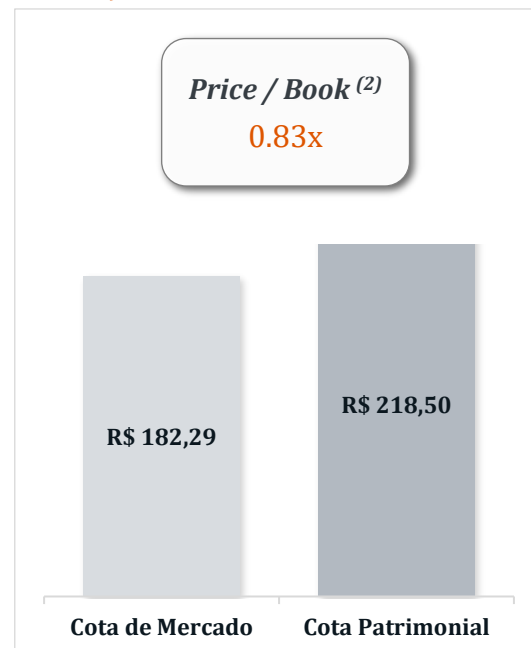 Price / Book (2)
0.83x
R$ 218,50
R$ 182,29
Cota de Mercado Cota Patrimonial